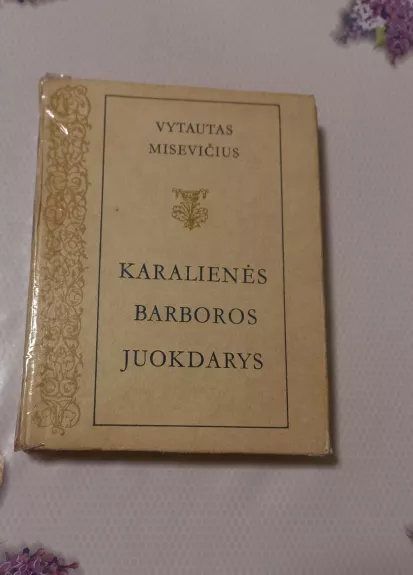 VYTAUTAS
MISEVIČIUS
KARALIENĖS
BARBOROS
JUOKDARYS